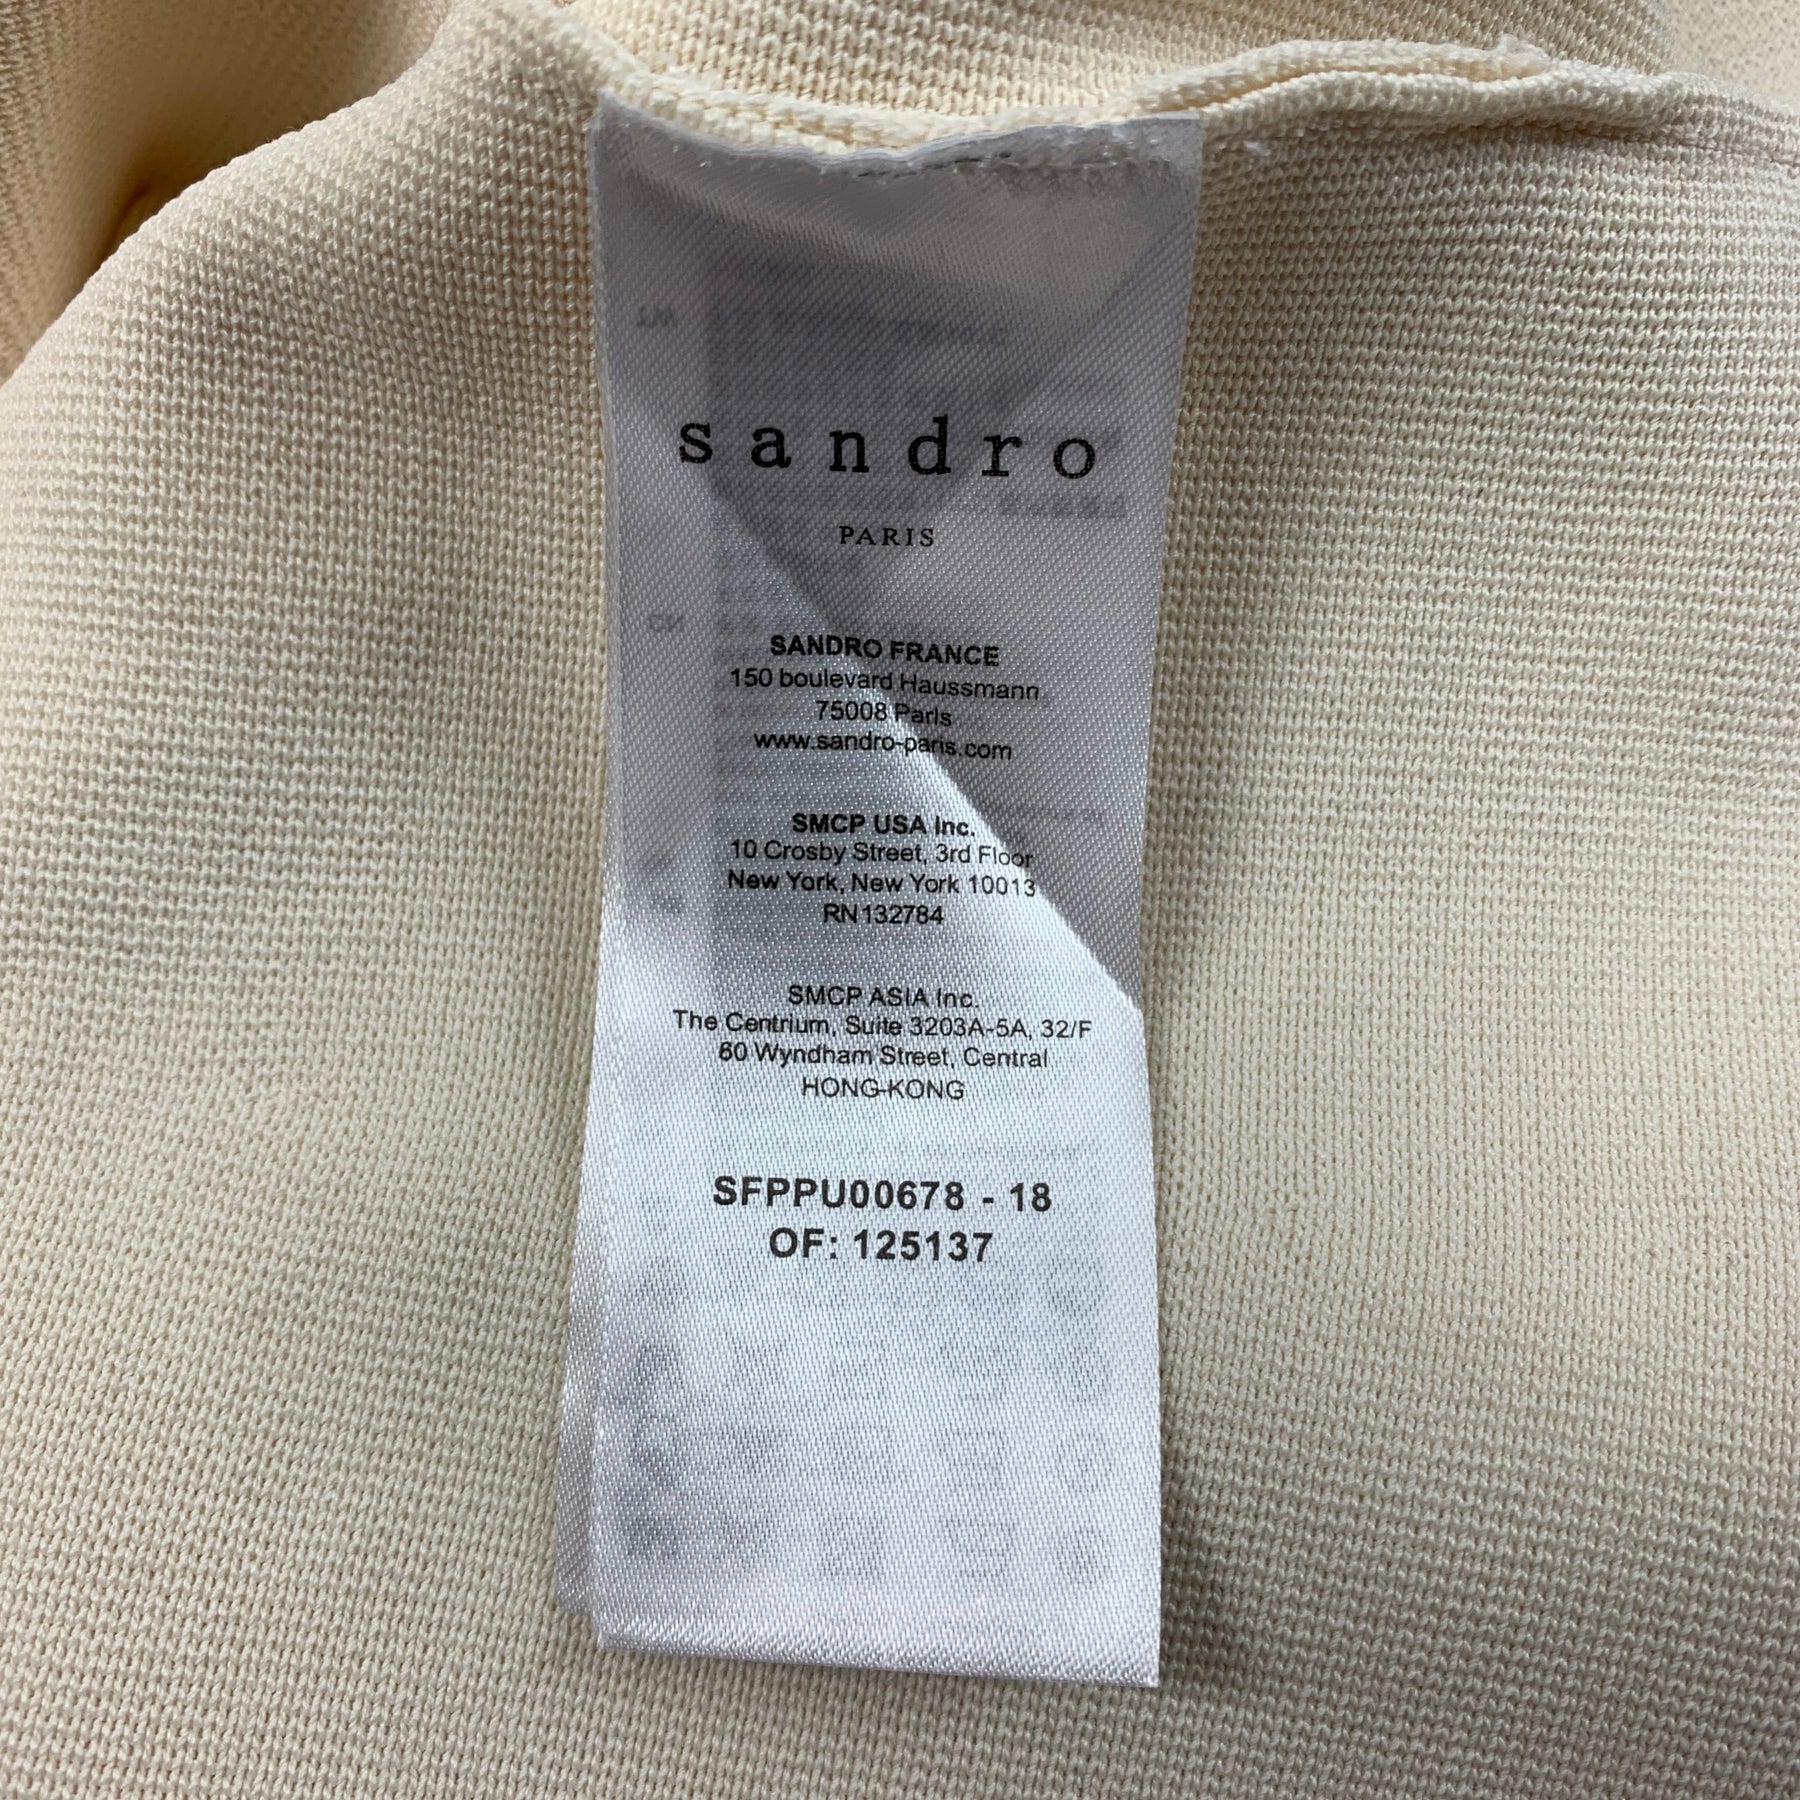 sandro
PARIS
SANDRO FRANCE
150 boulevard Haussmann
75008 Paris
www.sandro-paris.com
SMCP USA Inc.
10 Crosby Street, 3rd Floor
New York, New York 10013
RN132784
SMCP ASIA Inc.
The Centrium, Suite 3203A-5A, 32/F
60 Wyndham Street, Central
HONG-KONG
SFPPU00678 - 18
OF: 125137